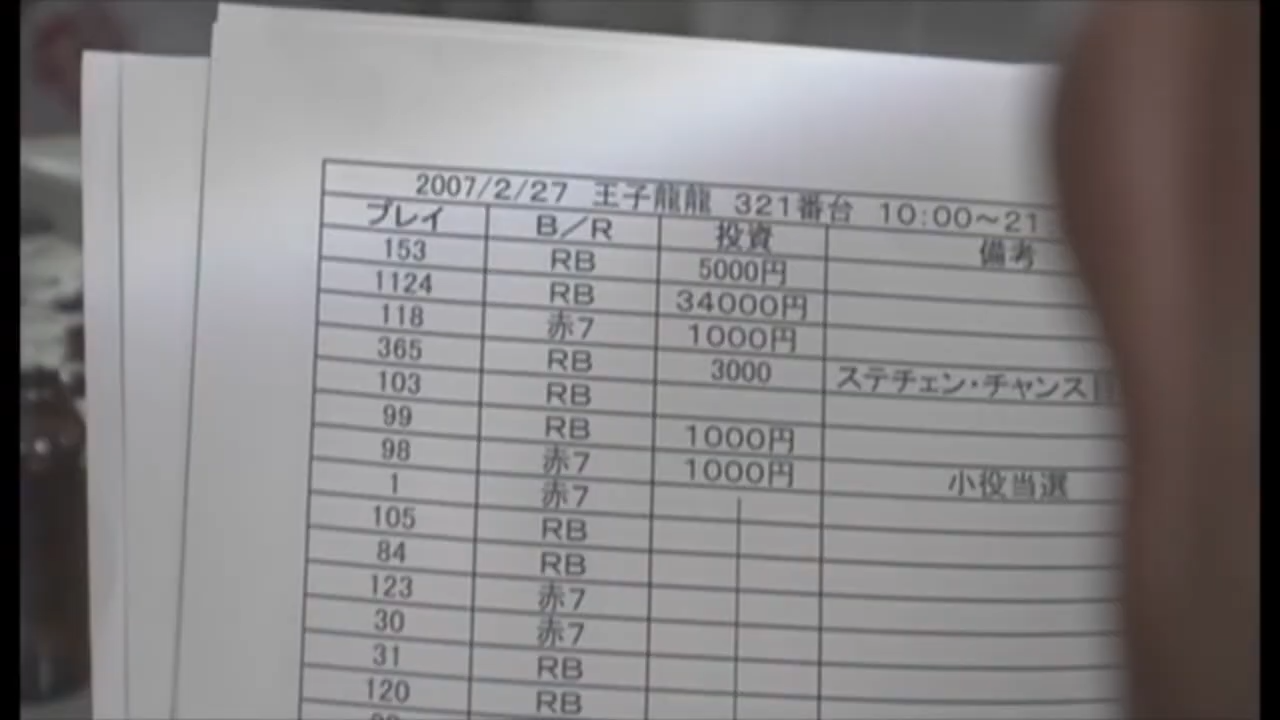 2007/2/27 王子龍龍 321番台 10:00～21:
プレイ B／R 投資 備考
153 RB 5000円
1124 RB 34000円
118 赤7 1000円
365 RB 3000 ステチェン・チャンス
103 RB
99 RB 1000円
98 赤7 1000円 小役当選
1 赤7
105 RB
84 RB
123 赤7
30 赤7
31 RB
120 RB